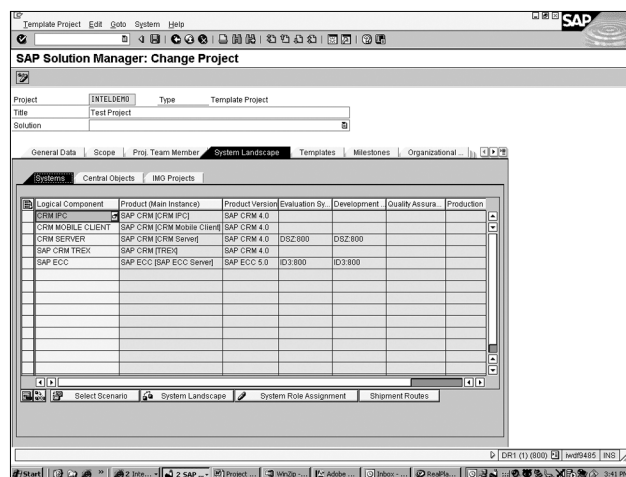 Template Project Edit Goto System Help
SAP
SAP Solution Manager: Change Project
Project INTELDEMO Type Template Project
Title Test Project
Solution
General Data Scope Proj. Team Member System Landscape Templates Milestones Organizational ...
Systems Central Objects IMG Projects
Logical Component Product (Main Instance) Product Version Evaluation Sy... Development ... Quality Assura... Production
CRM IPC SAP CRM [CRM IPC] SAP CRM 4.0
CRM MOBILE CLIENT SAP CRM [CRM Mobile Client] SAP CRM 4.0
CRM SERVER SAP CRM [CRM Server] SAP CRM 4.0 DSZ:800 DSZ:800
SAP CRM TREX SAP CRM [TREX] SAP CRM 4.0
SAP ECC SAP ECC [SAP ECC Server] SAP ECC 5.0 ID3:800 ID3:800
Select Scenario System Landscape System Role Assignment Shipment Routes
DR1 (1) (800) iwdf9485 INS
Start 2 Inte... 2 SAP ... Project ... WinZip -... Adobe ... Inbox - ... RealPla... 3:41 PM